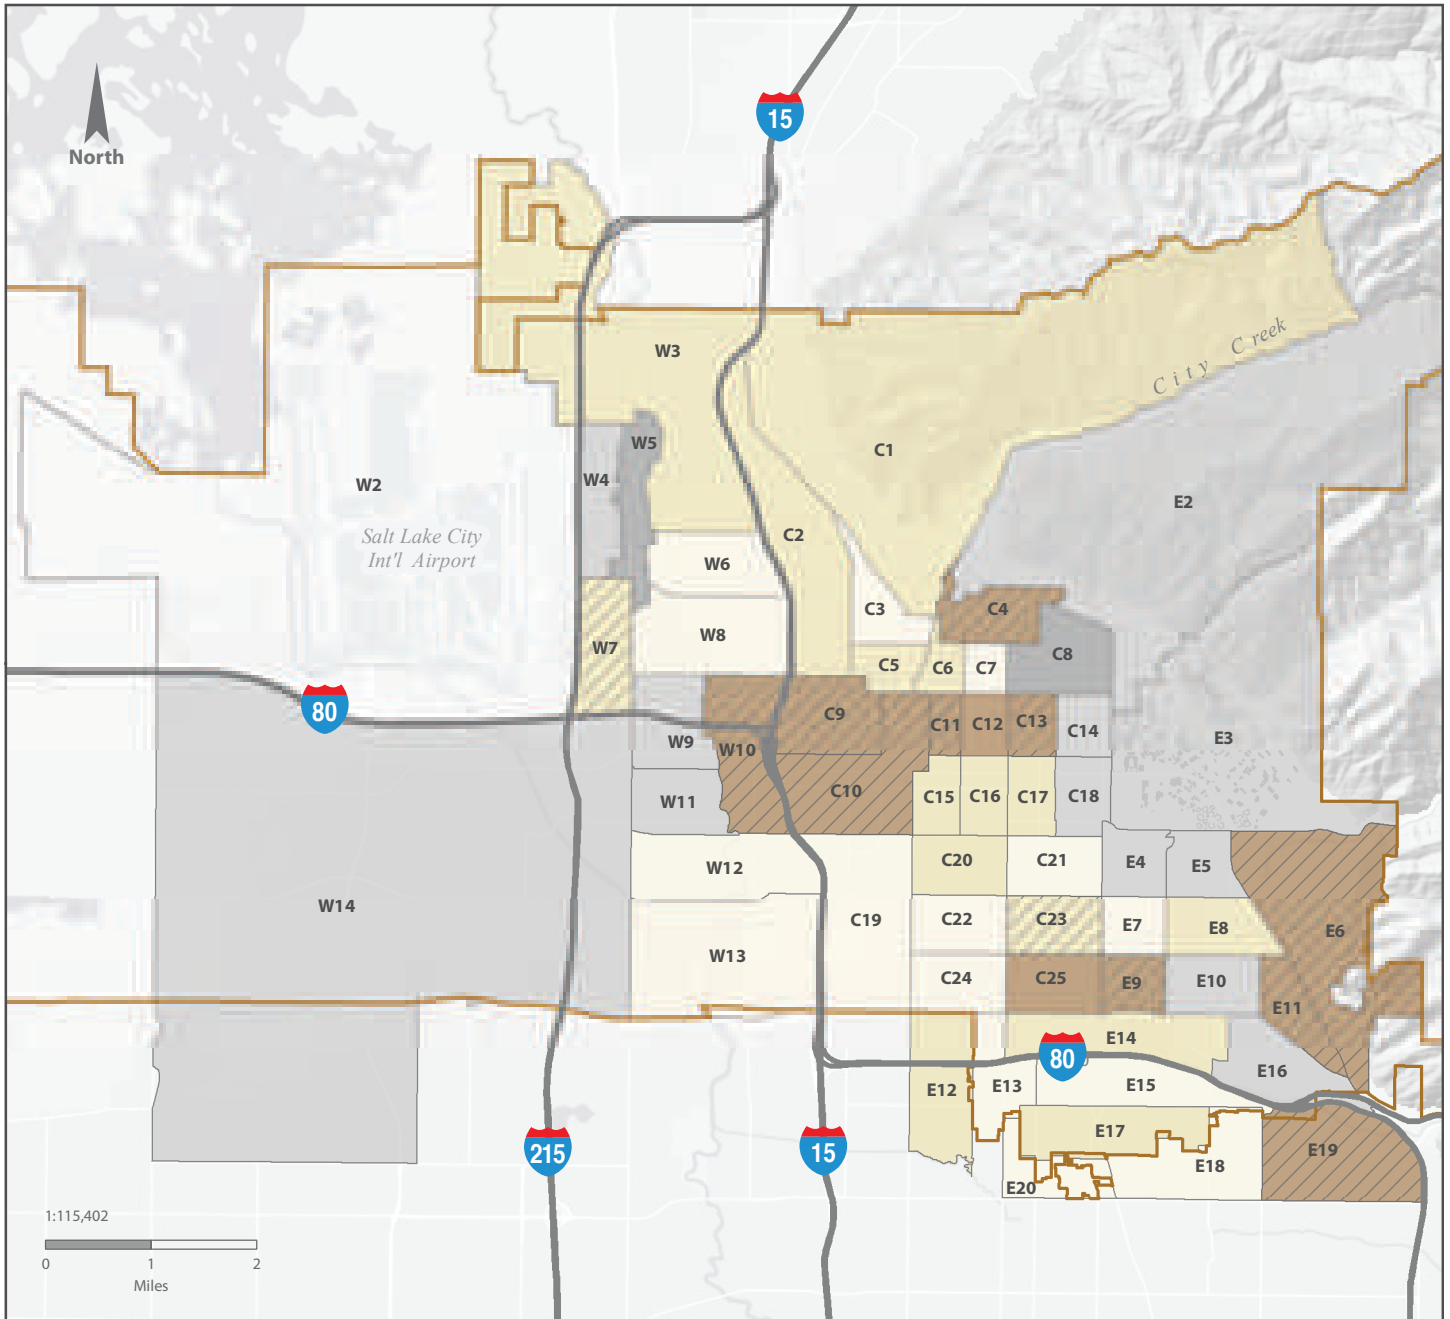 15
North
W3
City Creek
W5
C1
W4
W2
E2
Salt Lake City
Int'l Airport
C2
W6
C3
C4
W8
W7
C8
C5
C6
C7
80
C9
C11
C12
C13
C14
E3
W9
W10
C10
W11
C15
C16
C17
C18
W12
C20
C21
E4
E5
W14
C19
C22
C23
E7
E8
E6
W13
C24
C25
E9
E10
E11
E14
80
E16
E12
E13
E15
E17
215
15
E19
E18
E20
1:115,402
0 1 2
Miles